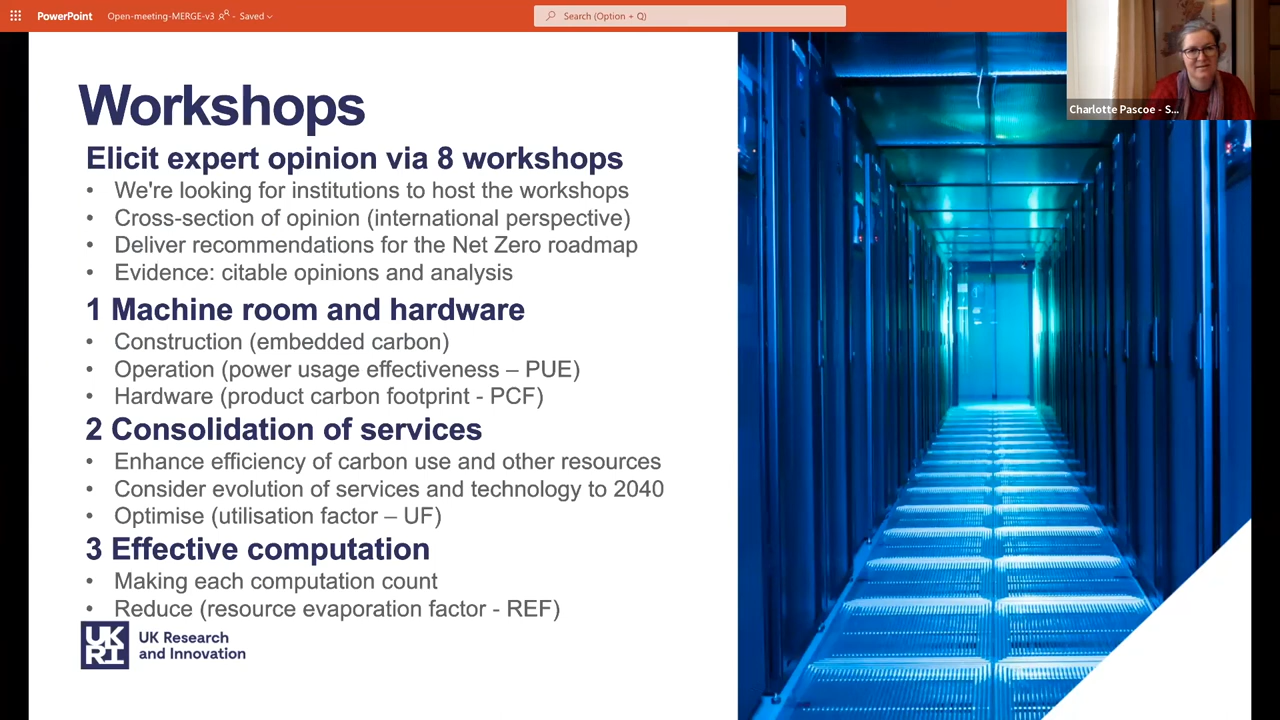 PowerPoint
Open-meeting-MERGE-v3 - Saved
Search (Option + Q)
Charlotte Pascoe - S...
Workshops
Elicit expert opinion via 8 workshops
• We're looking for institutions to host the workshops
• Cross-section of opinion (international perspective)
• Deliver recommendations for the Net Zero roadmap
• Evidence: citable opinions and analysis
1 Machine room and hardware
• Construction (embedded carbon)
• Operation (power usage effectiveness – PUE)
• Hardware (product carbon footprint - PCF)
2 Consolidation of services
• Enhance efficiency of carbon use and other resources
• Consider evolution of services and technology to 2040
• Optimise (utilisation factor – UF)
3 Effective computation
• Making each computation count
• Reduce (resource evaporation factor - REF)
UK
RI
UK Research
and Innovation